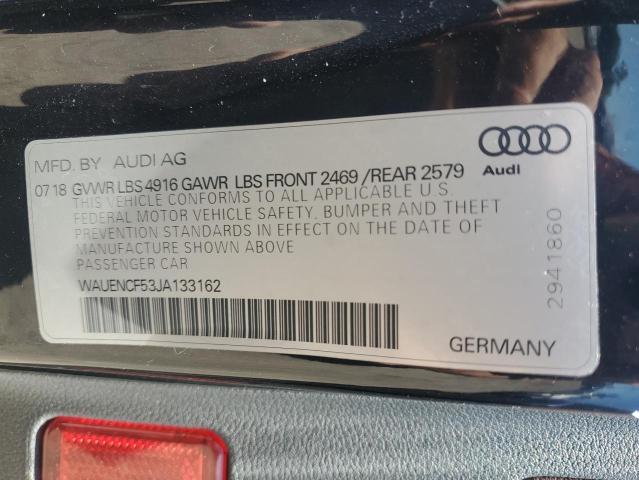 MFD. BY AUDI AG
Audi
07 18 GVWR LBS 4916 GAWR LBS FRONT 2469 /REAR 2579
THIS VEHICLE CONFORMS TO ALL APPLICABLE U.S.
FEDERAL MOTOR VEHICLE SAFETY, BUMPER AND THEFT
PREVENTION STANDARDS IN EFFECT ON THE DATE OF
MANUFACTURE SHOWN ABOVE
PASSENGER CAR
WAUENCF53JA133162
2941860
GERMANY